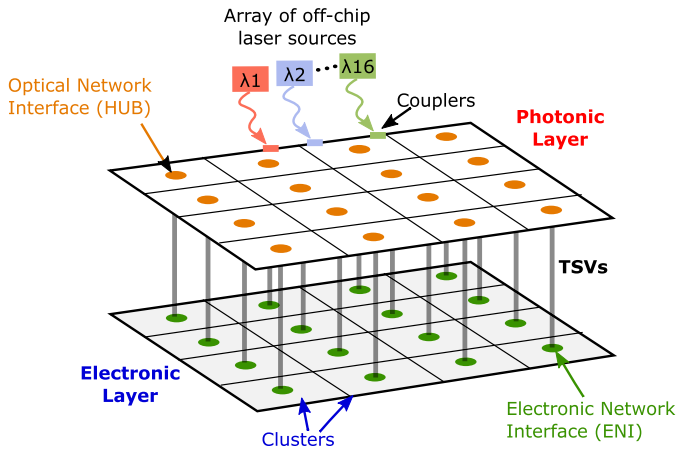 Array of off-chip
laser sources
λ1
λ2
λ16
Optical Network
Interface (HUB)
Couplers
Photonic
Layer
TSVs
Electronic
Layer
Clusters
Electronic Network
Interface (ENI)